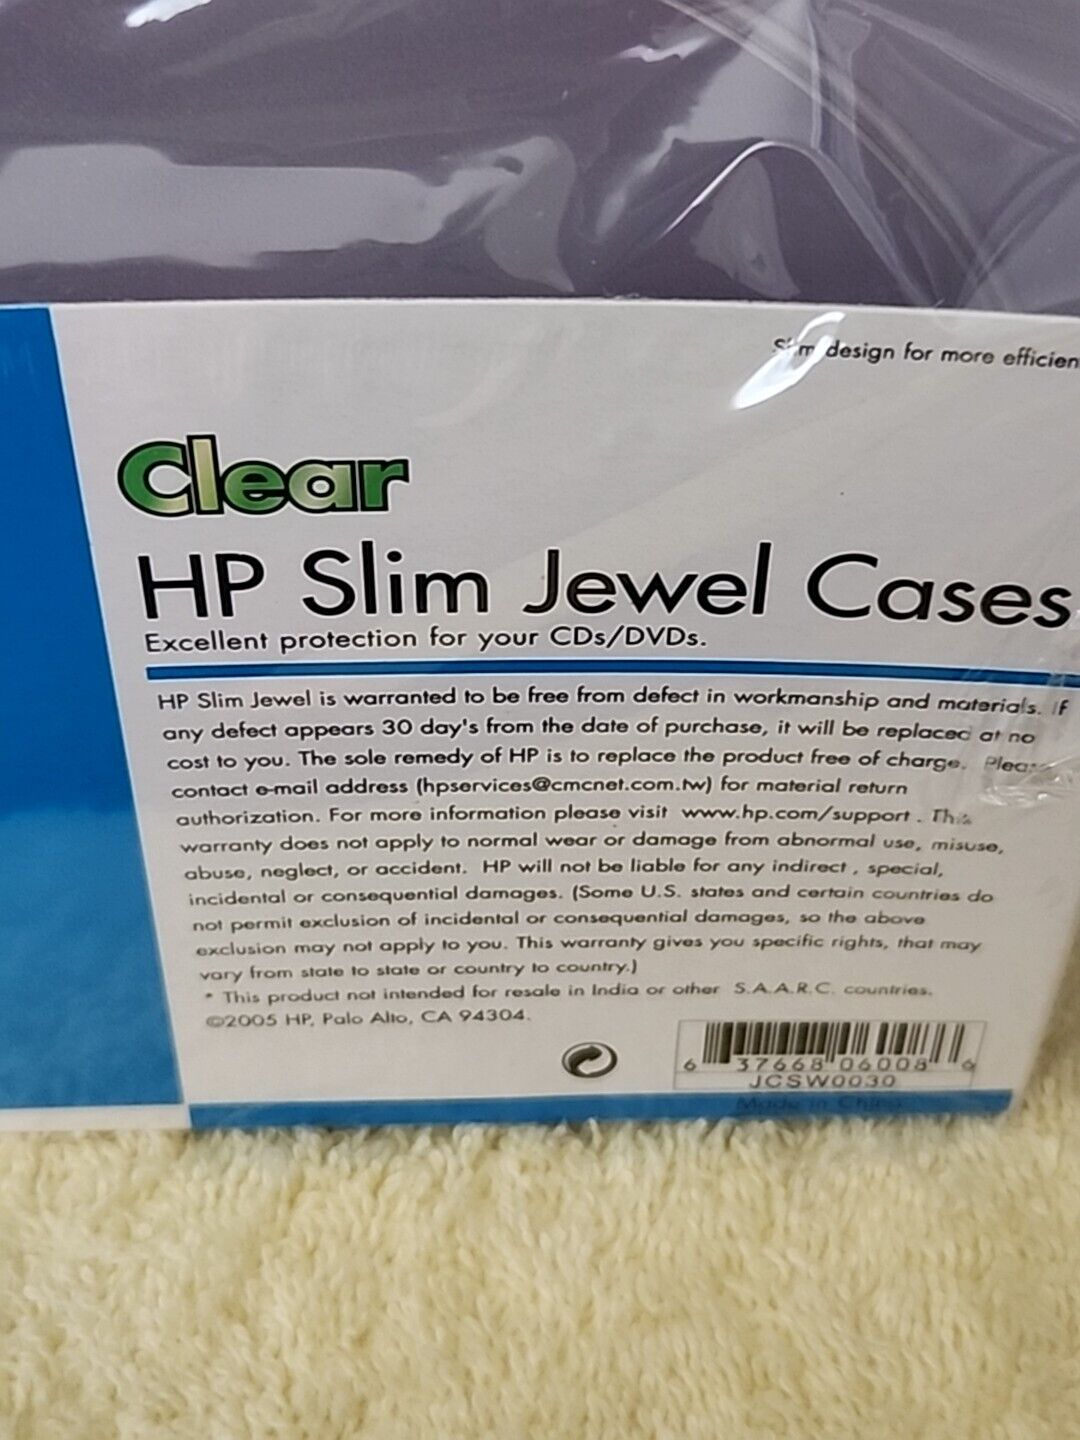 Slim design for more efficien
Clear
HP Slim Jewel Cases
Excellent protection for your CDs/DVDs.
HP Slim Jewel is warranted to be free from defect in workmanship and materials. If
any defect appears 30 day's from the date of purchase, it will be replaced at no
cost to you. The sole remedy of HP is to replace the product free of charge. Please
contact e-mail address (hpservices@cmcnet.com.tw) for material return
authorization. For more information please visit www.hp.com/support . This
warranty does not apply to normal wear or damage from abnormal use, misuse,
abuse, neglect, or accident. HP will not be liable for any indirect , special,
incidental or consequential damages. (Some U.S. states and certain countries do
not permit exclusion of incidental or consequential damages, so the above
exclusion may not apply to you. This warranty gives you specific rights, that may
vary from state to state or country to country.)
* This product not intended for resale in India or other S.A.A.R.C. countries.
©2005 HP, Palo Alto, CA 94304.
6 37668 06008 6
JCSW0030
Made in China